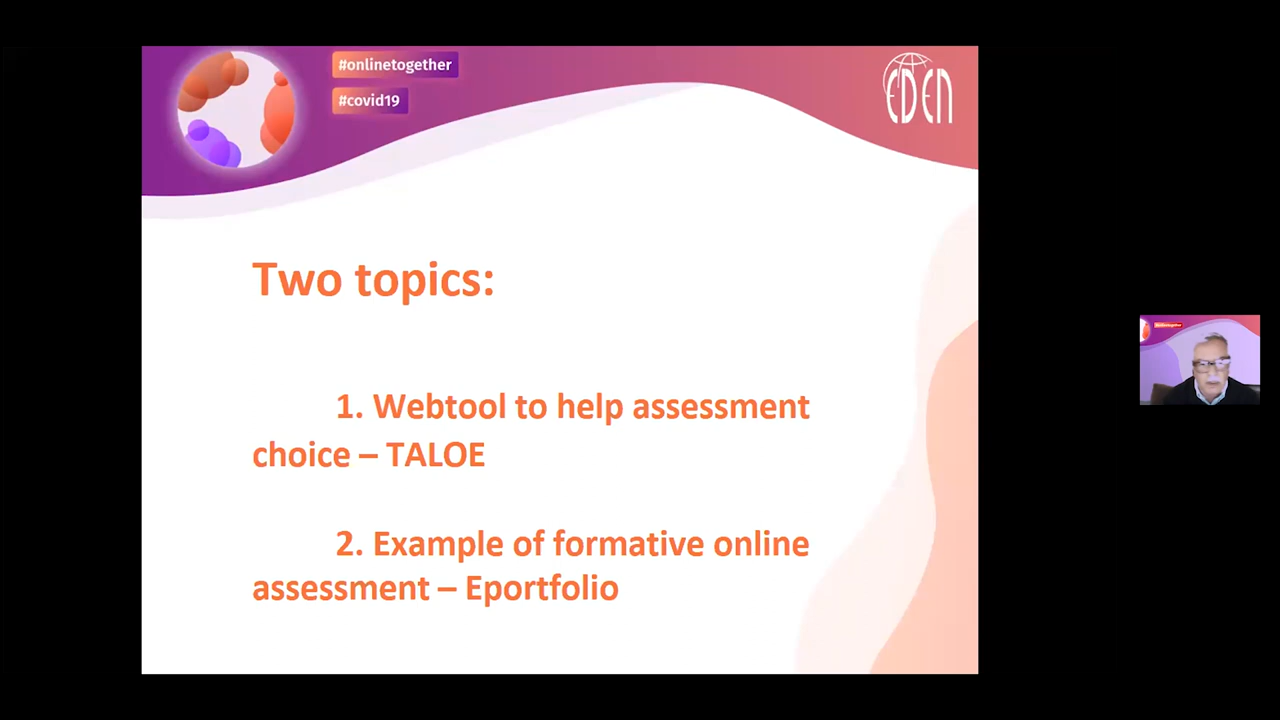 #onlinetogether
#covid19
EDEN
Two topics:
1. Webtool to help assessment
choice – TALOE
2. Example of formative online
assessment – Eportfolio